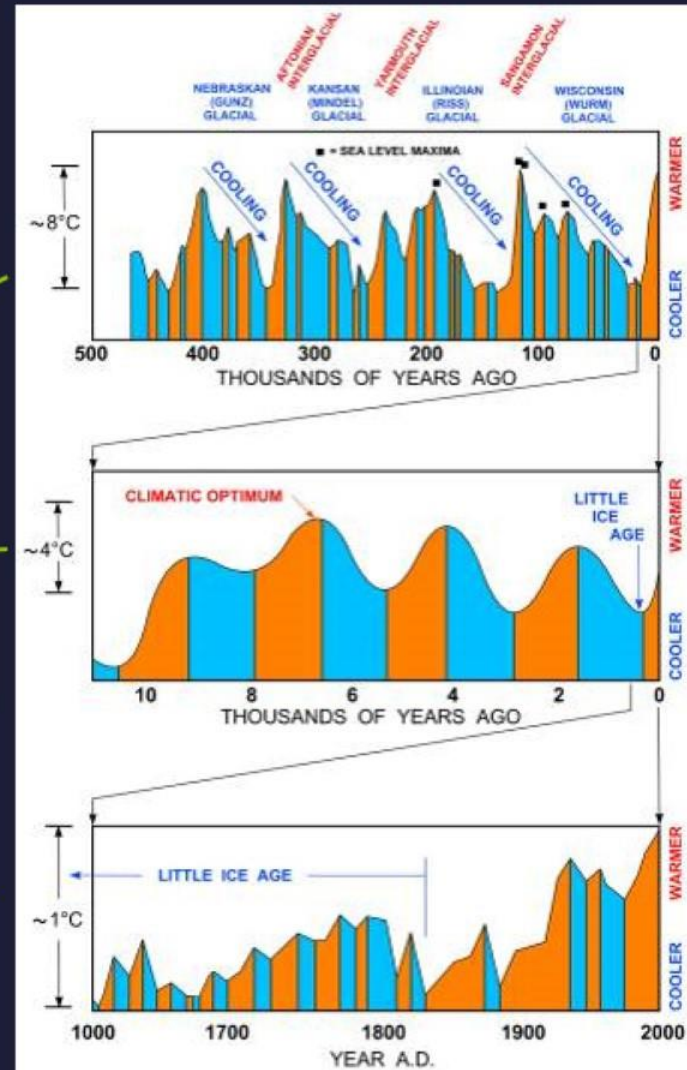 AFTONIAN
INTERGLACIAL
YARMOUTH
INTERGLACIAL
SANGAMON
INTERGLACIAL
NEBRASKAN
(GUNZ)
GLACIAL
KANSAN
(MINDEL)
GLACIAL
ILLINOIAN
(RISS)
GLACIAL
WISCONSIN
(WURM)
GLACIAL
■ = SEA LEVEL MAXIMA
COOLING
COOLING
COOLING
COOLING
~8°C
WARMER
COOLER
500 400 300 200 100 0
THOUSANDS OF YEARS AGO
CLIMATIC OPTIMUM
LITTLE
ICE
AGE
~4°C
WARMER
COOLER
10 8 6 4 2 0
THOUSANDS OF YEARS AGO
LITTLE ICE AGE
~1°C
WARMER
COOLER
1000 1700 1800 1900 2000
YEAR A.D.